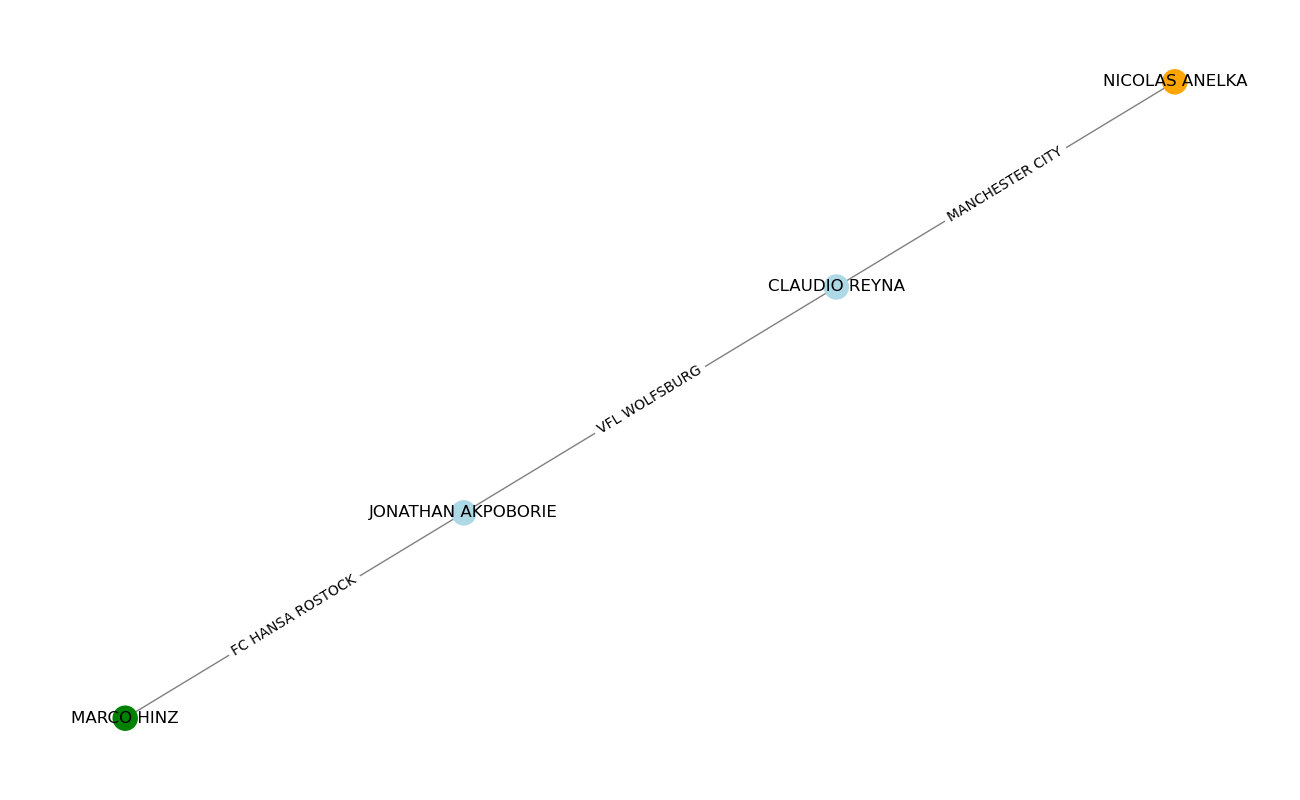 NICOLAS ANELKA
MANCHESTER CITY
CLAUDIO REYNA
VFL WOLFSBURG
JONATHAN AKPOBORIE
FC HANSA ROSTOCK
MARCO HINZ